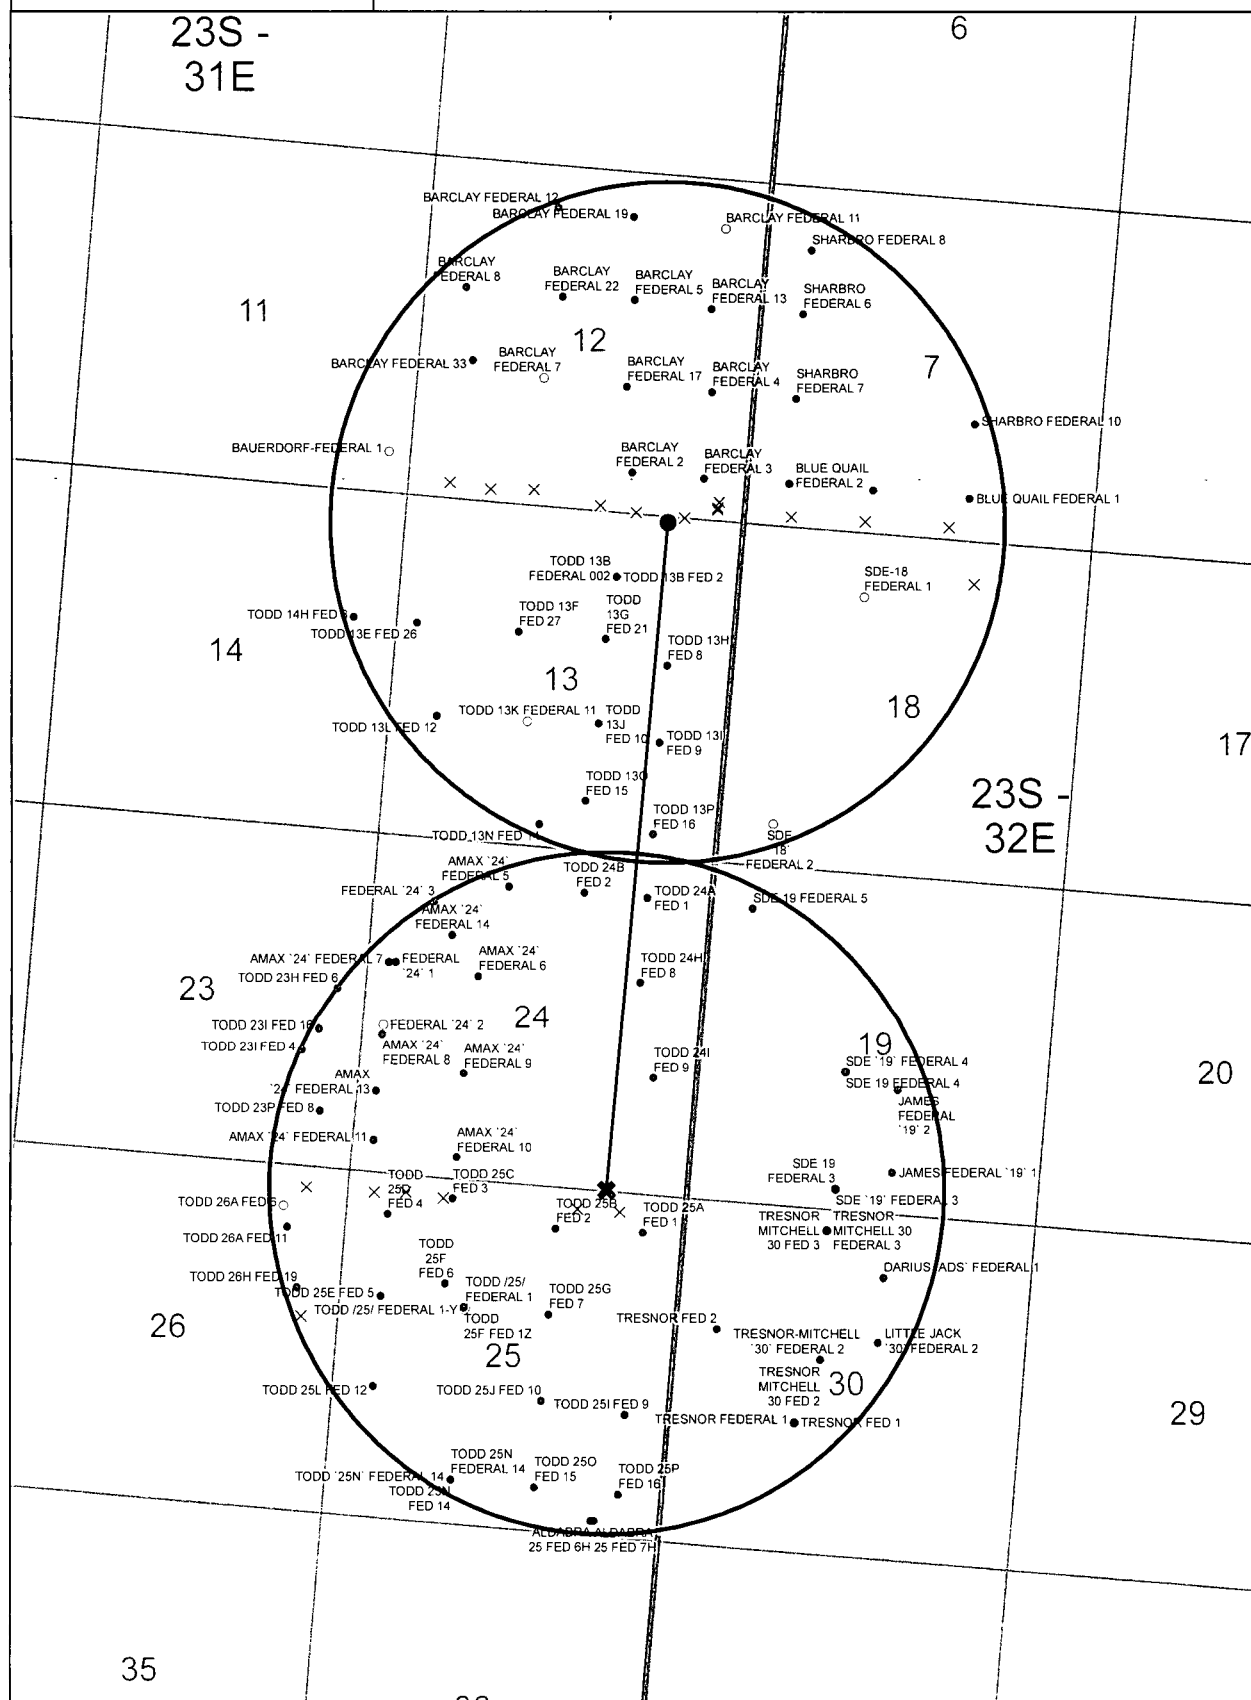 23S -
31E
6
BARCLAY FEDERAL 12
BARCLAY FEDERAL 19
BARCLAY FEDERAL 11
SHARBRO FEDERAL 8
BARCLAY
FEDERAL 8
BARCLAY
FEDERAL 22
BARCLAY
FEDERAL 5
BARCLAY
FEDERAL 13
SHARBRO
FEDERAL 6
11
12
BARCLAY FEDERAL 33
BARCLAY
FEDERAL 7
BARCLAY
FEDERAL 17
BARCLAY
FEDERAL 4
SHARBRO
FEDERAL 7
7
SHARBRO FEDERAL 10
BAUERDORF-FEDERAL 1
BARCLAY
FEDERAL 2
BARCLAY
FEDERAL 3
BLUE QUAIL
FEDERAL 2
BLUE QUAIL FEDERAL 1
TODD 13B
FEDERAL 002
TODD 13B FED 2
SDE-18
FEDERAL 1
TODD 14H FED 8
TODD 13E FED 26
TODD 13F
FED 27
TODD
13G
FED 21
TODD 13H
FED 8
14
13
18
TODD 13L FED 12
TODD 13K FEDERAL 11
TODD
13J
FED 10
TODD 13I
FED 9
17
TODD 13O
FED 15
23S -
32E
TODD 13N FED 14
TODD 13P
FED 16
SDE
'18'
FEDERAL 2
AMAX '24'
FEDERAL 5
TODD 24B
FED 2
FEDERAL '24' 3
TODD 24A
FED 1
SDE 19 FEDERAL 5
AMAX '24'
FEDERAL 14
AMAX '24' FEDERAL 7
FEDERAL
'24' 1
AMAX '24'
FEDERAL 6
TODD 24H
FED 8
TODD 23H FED 6
23
24
TODD 23I FED 16
FEDERAL '24' 2
TODD 23I FED 4
AMAX '24'
FEDERAL 8
AMAX '24'
FEDERAL 9
19
SDE '19' FEDERAL 4
SDE 19 FEDERAL 4
20
TODD 24I
FED 9
AMAX
'24' FEDERAL 13
JAMES
FEDERAL
'19' 2
TODD 23P FED 8
AMAX '24' FEDERAL 11
AMAX '24'
FEDERAL 10
SDE 19
FEDERAL 3
JAMES FEDERAL '19' 1
SDE '19' FEDERAL 3
TODD
25D
FED 4
TODD 25C
FED 3
TODD 26A FED 6
TODD 25B
FED 2
TODD 25A
FED 1
TRESNOR
MITCHELL
30 FED 3
TRESNOR
MITCHELL 30
FEDERAL 3
TODD 26A FED 11
TODD
25F
FED 6
DARIUS 'ADS' FEDERAL 1
TODD 26H FED 19
TODD 25E FED 5
TODD /25/
FEDERAL 1
TODD /25/ FEDERAL 1-Y
TODD
25F FED 1Z
TODD 25G
FED 7
TRESNOR FED 2
26
25
TRESNOR-MITCHELL
'30' FEDERAL 2
LITTLE JACK
'30' FEDERAL 2
TRESNOR
MITCHELL
30 FED 2
30
29
TODD 25L FED 12
TODD 25J FED 10
TODD 25I FED 9
TRESNOR FEDERAL 1
TRESNOR FED 1
TODD 25N
FEDERAL 14
TODD 25O
FED 15
TODD 25P
FED 16
TODD '25N' FEDERAL 14
TODD 25N
FED 14
ALDABRA ALDABRA
25 FED 6H 25 FED 7H
35